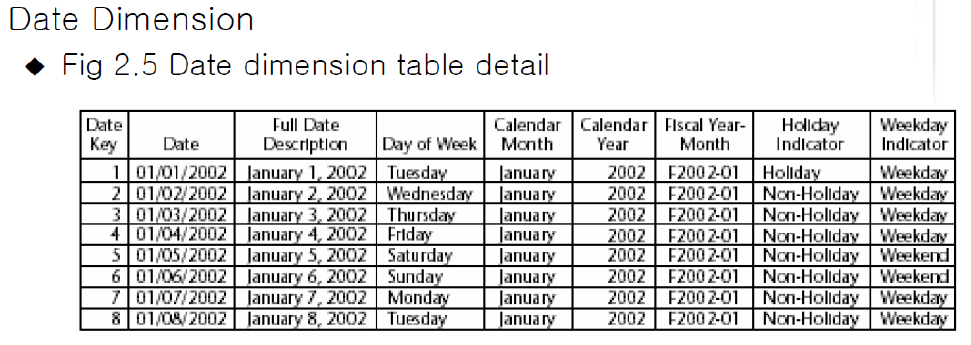 Date Dimension
◆ Fig 2.5 Date dimension table detail
Date Key | Date | Full Date Description | Day of Week | Calendar Month | Calendar Year | Fiscal Year-Month | Holiday Indicator | Weekday Indicator
1 | 01/01/2002 | January 1, 2002 | Tuesday | January | 2002 | F2002-01 | Holiday | Weekday
2 | 01/02/2002 | January 2, 2002 | Wednesday | January | 2002 | F2002-01 | Non-Holiday | Weekday
3 | 01/03/2002 | January 3, 2002 | Thursday | January | 2002 | F2002-01 | Non-Holiday | Weekday
4 | 01/04/2002 | January 4, 2002 | Friday | January | 2002 | F2002-01 | Non-Holiday | Weekday
5 | 01/05/2002 | January 5, 2002 | Saturday | January | 2002 | F2002-01 | Non-Holiday | Weekend
6 | 01/06/2002 | January 6, 2002 | Sunday | January | 2002 | F2002-01 | Non-Holiday | Weekend
7 | 01/07/2002 | January 7, 2002 | Monday | January | 2002 | F2002-01 | Non-Holiday | Weekday
8 | 01/08/2002 | January 8, 2002 | Tuesday | January | 2002 | F2002-01 | Non-Holiday | Weekday